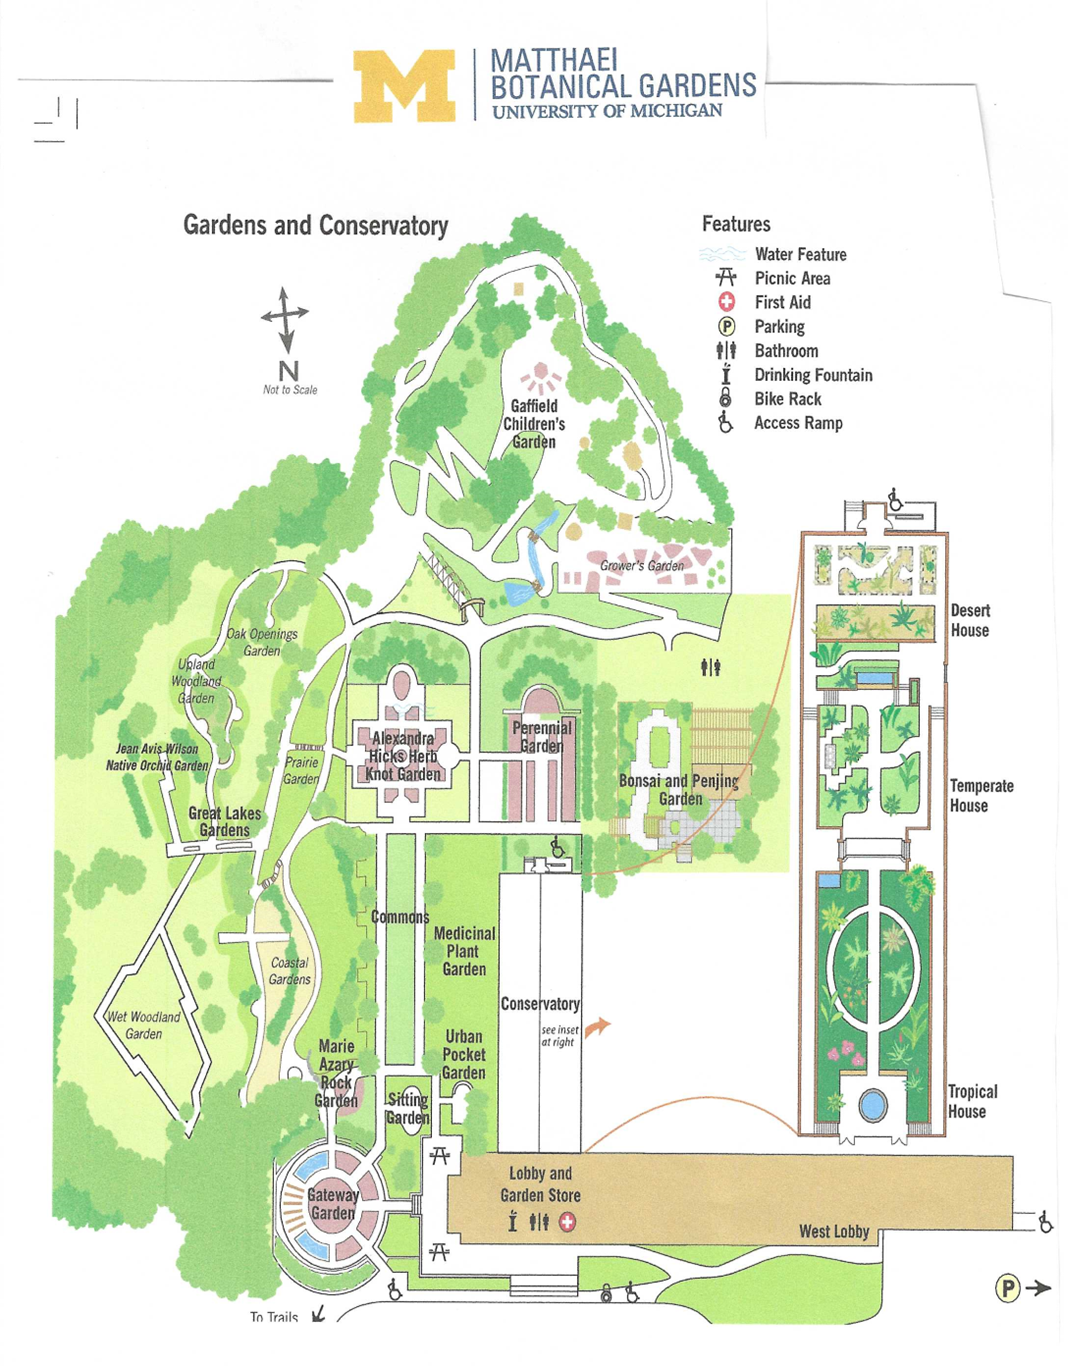 M
MATTHAEI
BOTANICAL GARDENS
UNIVERSITY OF MICHIGAN
Gardens and Conservatory
N
Not to Scale
Features
Water Feature
Picnic Area
First Aid
P Parking
Bathroom
Drinking Fountain
Bike Rack
Access Ramp
Gaffield
Children's
Garden
Grower's Garden
Oak Openings
Garden
Upland
Woodland
Garden
Jean Avis Wilson
Native Orchid Garden
Prairie
Garden
Great Lakes
Gardens
Alexandra
Hicks Herb
Knot Garden
Perennial
Garden
Bonsai and Penjing
Garden
Desert
House
Temperate
House
Tropical
House
Commons
Medicinal
Plant
Garden
Coastal
Gardens
Wet Woodland
Garden
Conservatory
see inset
at right
Marie
Azary
Rock
Garden
Urban
Pocket
Garden
Sitting
Garden
Gateway
Garden
Lobby and
Garden Store
West Lobby
P
To Trails